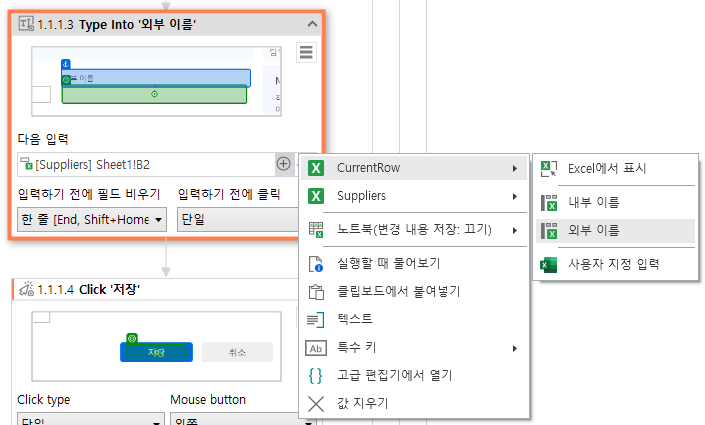 1.1.1.3 Type Into '외부 이름'
부 이름
다음 입력
[Suppliers] Sheet1!B2
입력하기 전에 필드 비우기
입력하기 전에 클릭
한 줄 [End, Shift+Home
단일
1.1.1.4 Click '저장'
저장
취소
Click type
Mouse button
단일
왼쪽
CurrentRow
Suppliers
노트북(변경 내용 저장: 끄기)
실행할 때 물어보기
클립보드에서 붙여넣기
텍스트
Ab
특수 키
고급 편집기에서 열기
값 지우기
Excel에서 표시
내부 이름
외부 이름
사용자 지정 입력